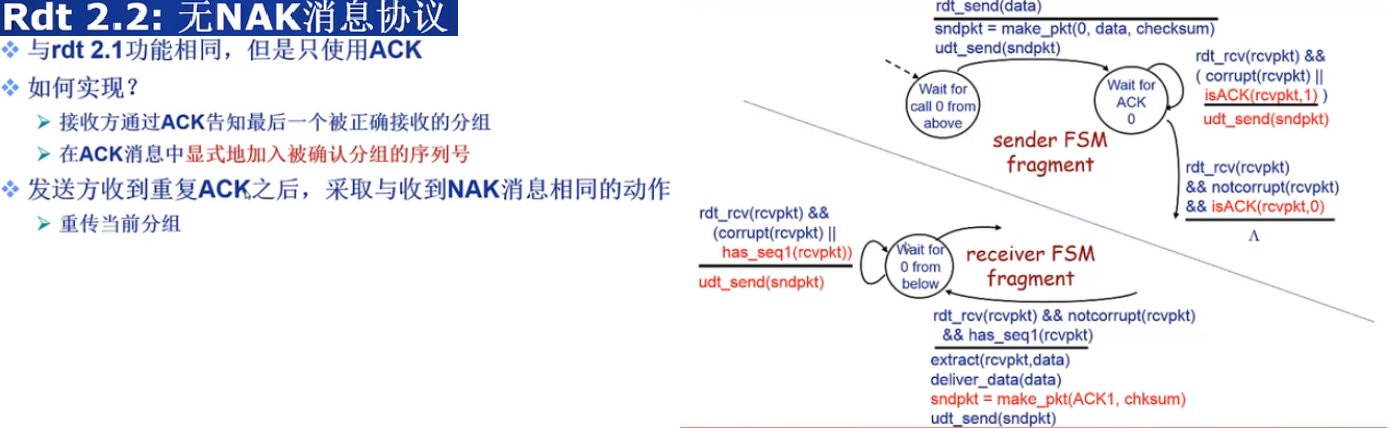 Rdt 2.2: 无NAK消息协议
与rdt 2.1功能相同，但是只使用ACK
如何实现？
接收方通过ACK告知最后一个被正确接收的分组
在ACK消息中显式地加入被确认分组的序列号
发送方收到重复ACK之后，采取与收到NAK消息相同的动作
重传当前分组
rdt_send(data)
sndpkt = make_pkt(0, data, checksum)
udt_send(sndpkt)
Wait for
call 0 from
above
Wait for
ACK
0
rdt_rcv(rcvpkt) &&
( corrupt(rcvpkt) ||
isACK(rcvpkt,1) )
udt_send(sndpkt)
sender FSM
fragment
rdt_rcv(rcvpkt)
&& notcorrupt(rcvpkt)
&& isACK(rcvpkt,0)
Λ
rdt_rcv(rcvpkt) &&
(corrupt(rcvpkt) ||
has_seq1(rcvpkt))
udt_send(sndpkt)
Wait for
0 from
below
receiver FSM
fragment
rdt_rcv(rcvpkt) && notcorrupt(rcvpkt)
&& has_seq1(rcvpkt)
extract(rcvpkt,data)
deliver_data(data)
sndpkt = make_pkt(ACK1, chksum)
udt_send(sndpkt)